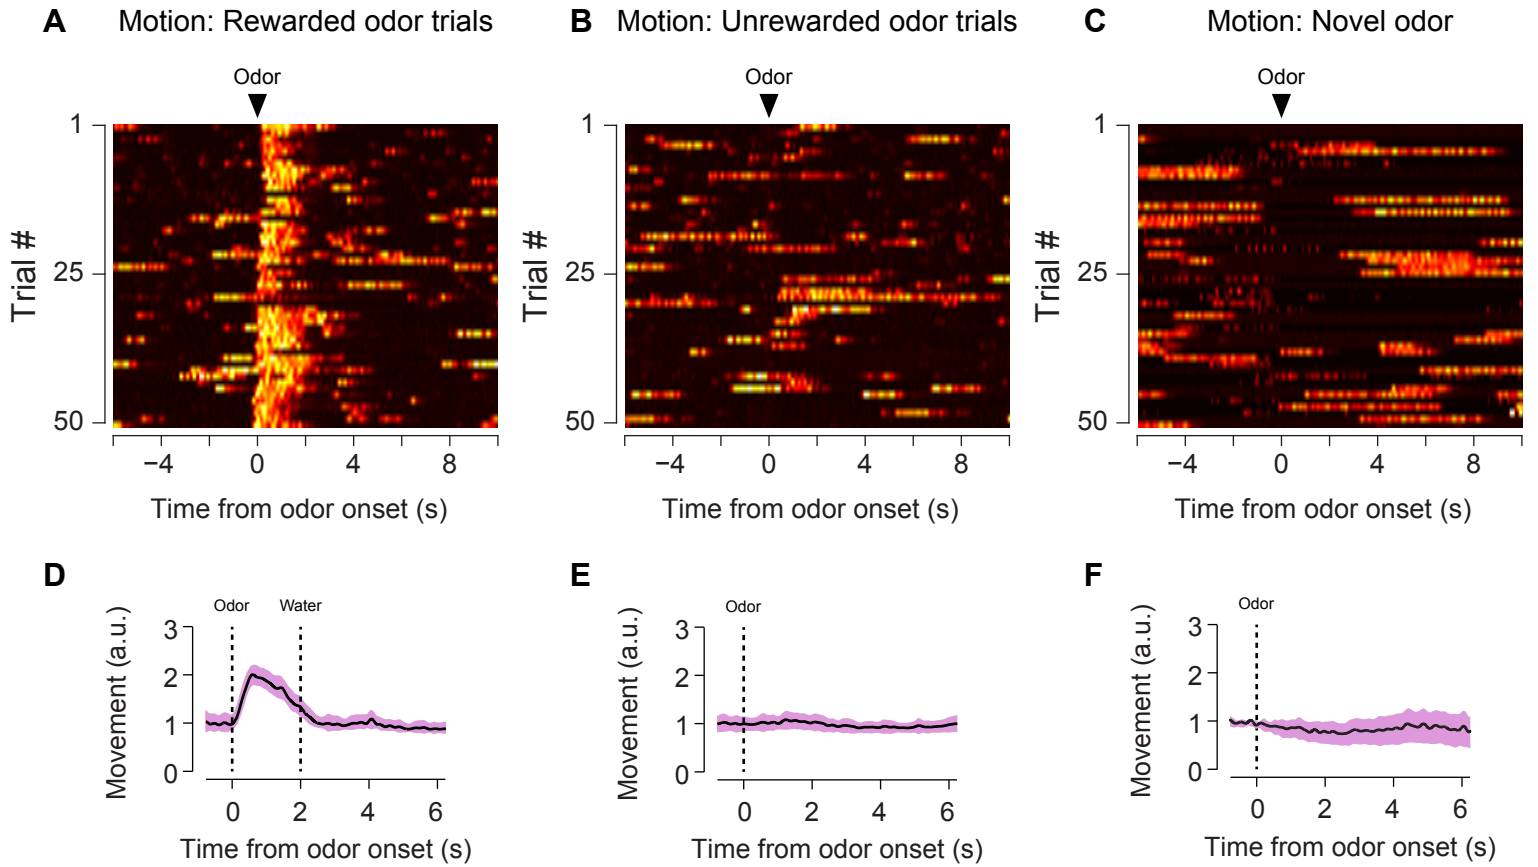 A Motion: Rewarded odor trials
Odor
Trial #
1
25
50
−4 0 4 8
Time from odor onset (s)
B Motion: Unrewarded odor trials
Odor
Trial #
1
25
50
−4 0 4 8
Time from odor onset (s)
C Motion: Novel odor
Odor
Trial #
1
25
50
−4 0 4 8
Time from odor onset (s)
D
Odor Water
Movement (a.u.)
3
2
1
0
0 2 4 6
Time from odor onset (s)
E
Odor
Movement (a.u.)
3
2
1
0
0 2 4 6
Time from odor onset (s)
F
Odor
Movement (a.u.)
3
2
1
0
0 2 4 6
Time from odor onset (s)